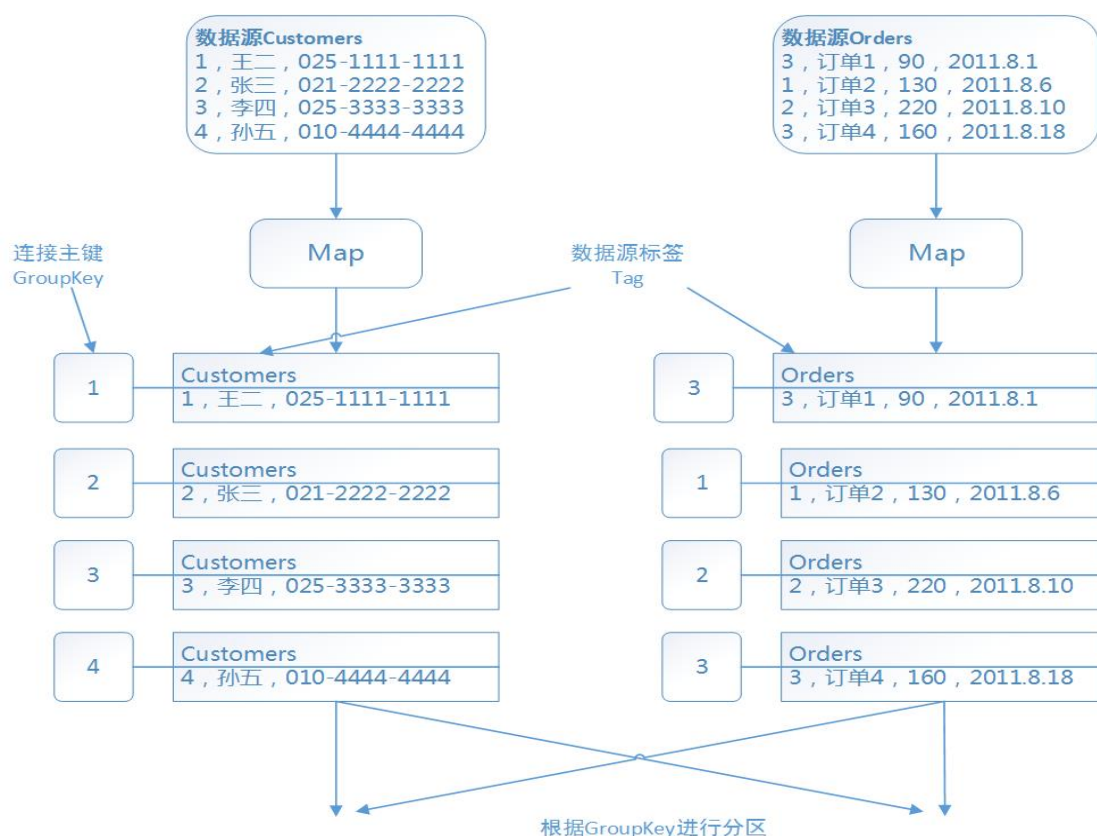 数据源Customers
1，王二，025-1111-1111
2，张三，021-2222-2222
3，李四，025-3333-3333
4，孙五，010-4444-4444
数据源Orders
3，订单1，90，2011.8.1
1，订单2，130，2011.8.6
2，订单3，220，2011.8.10
3，订单4，160，2011.8.18
Map
Map
连接主键
GroupKey
数据源标签
Tag
1
Customers
1，王二，025-1111-1111
3
Orders
3，订单1，90，2011.8.1
2
Customers
2，张三，021-2222-2222
1
Orders
1，订单2，130，2011.8.6
3
Customers
3，李四，025-3333-3333
2
Orders
2，订单3，220，2011.8.10
4
Customers
4，孙五，010-4444-4444
3
Orders
3，订单4，160，2011.8.18
根据GroupKey进行分区